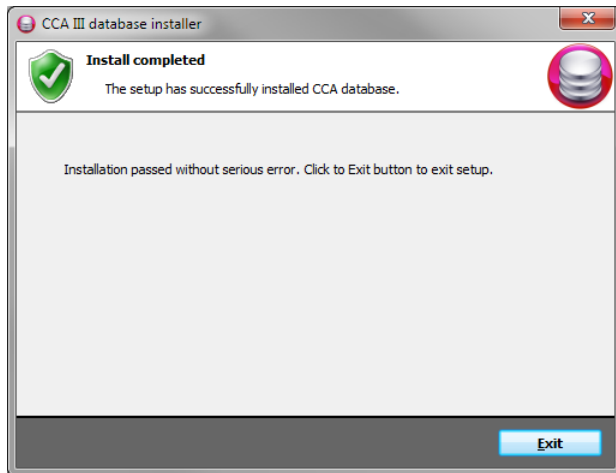 CCA III database installer
Install completed
The setup has successfully installed CCA database.
Installation passed without serious error. Click to Exit button to exit setup.
Exit